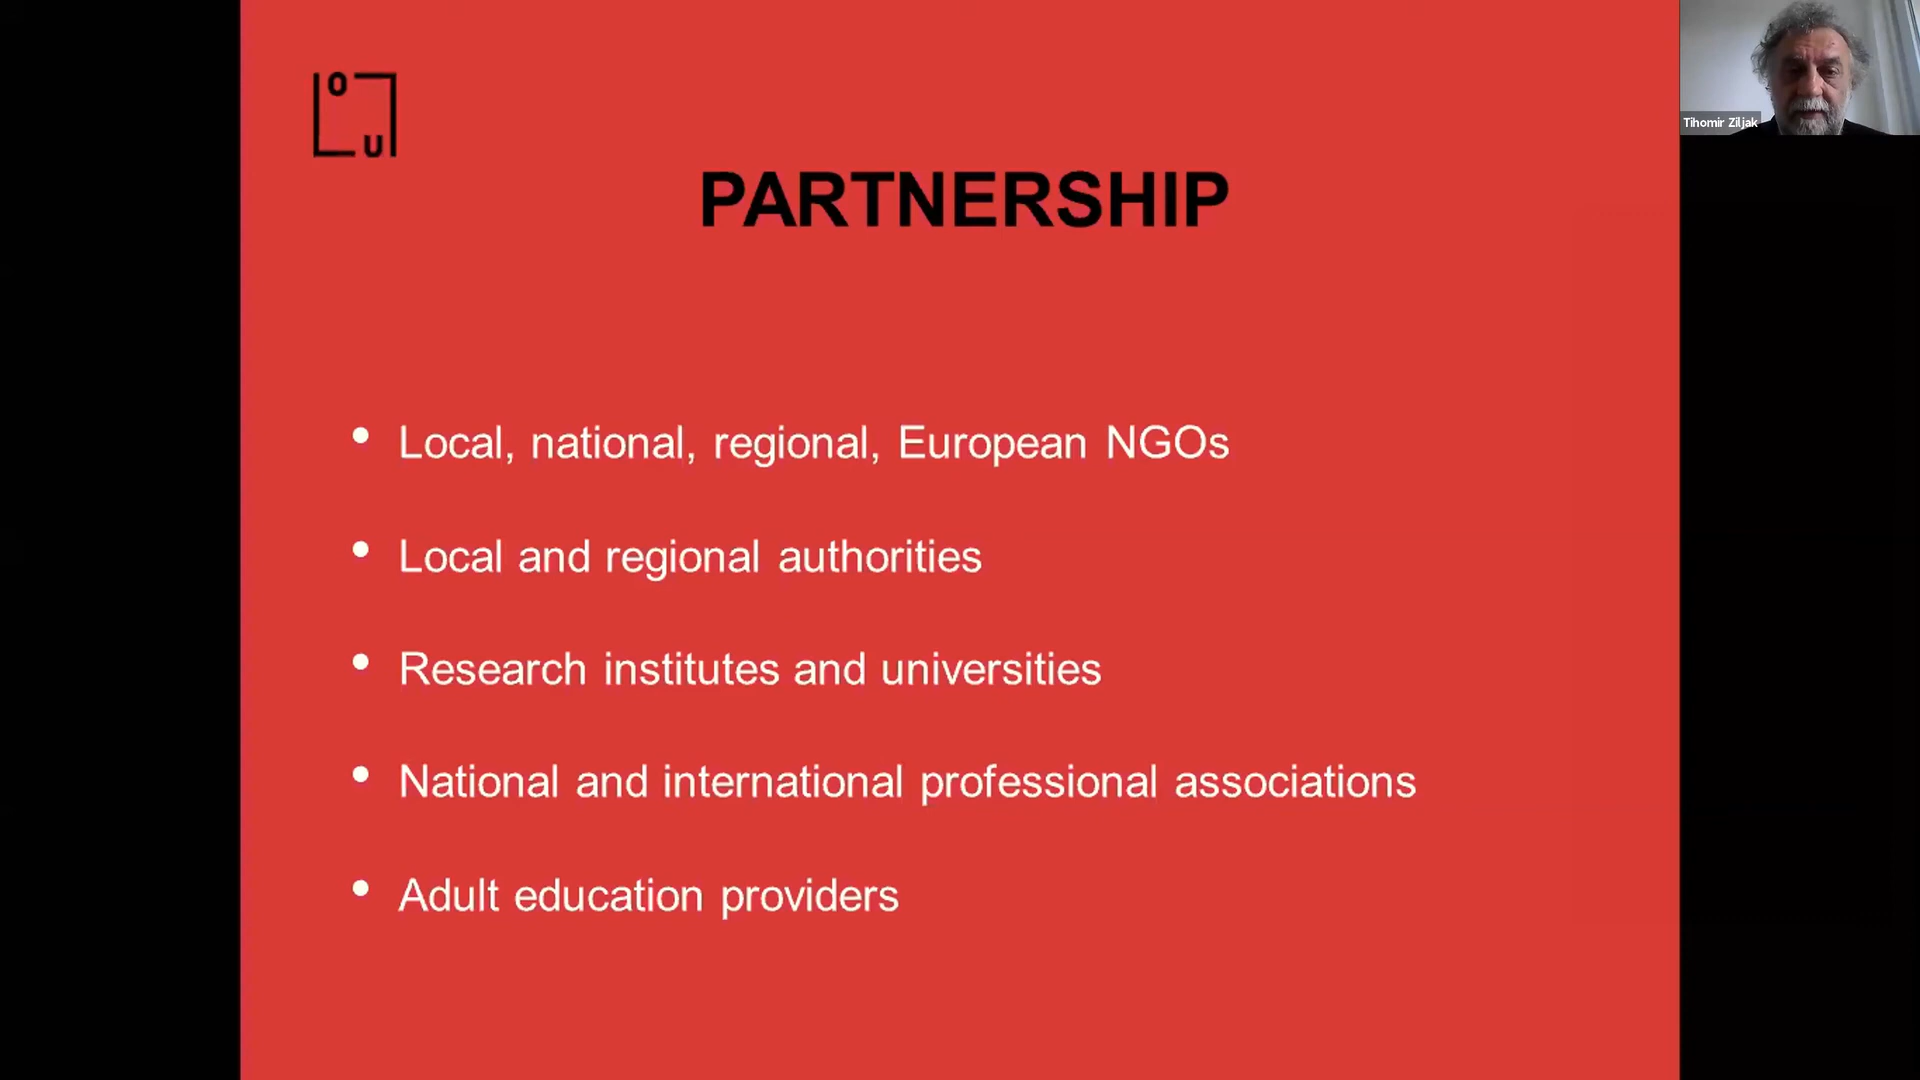 O
U
Tihomir Ziljak
PARTNERSHIP
• Local, national, regional, European NGOs
• Local and regional authorities
• Research institutes and universities
• National and international professional associations
• Adult education providers